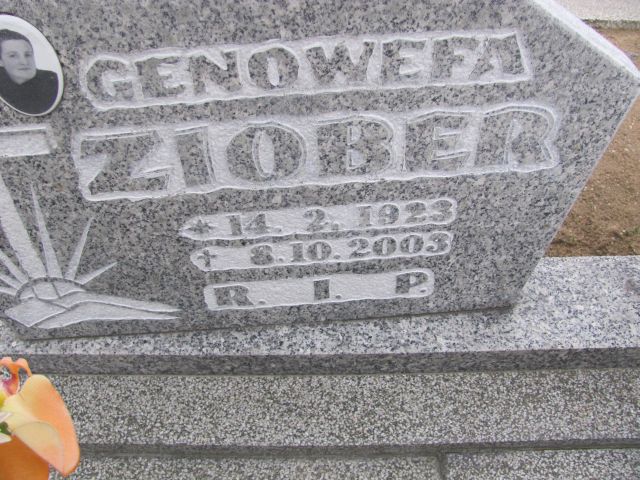 GENOWEFA
ZIOBER
* 14. 2. 1923
† 8.10.2003
R. I. P.